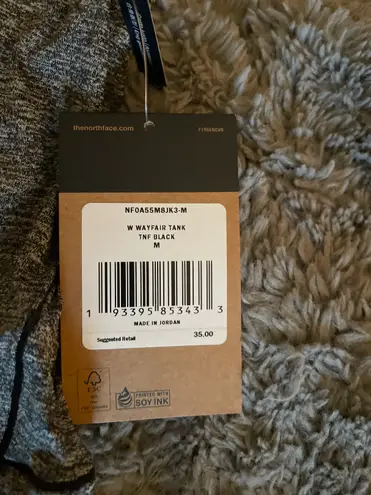 thenorthface.com
NF0A55M8JK3-M
W WAYFAIR TANK
TNF BLACK
M
1 93395 85343 3
MADE IN JORDAN
Suggested Retail 35.00
FSC
PRINTED WITH
SOY INK